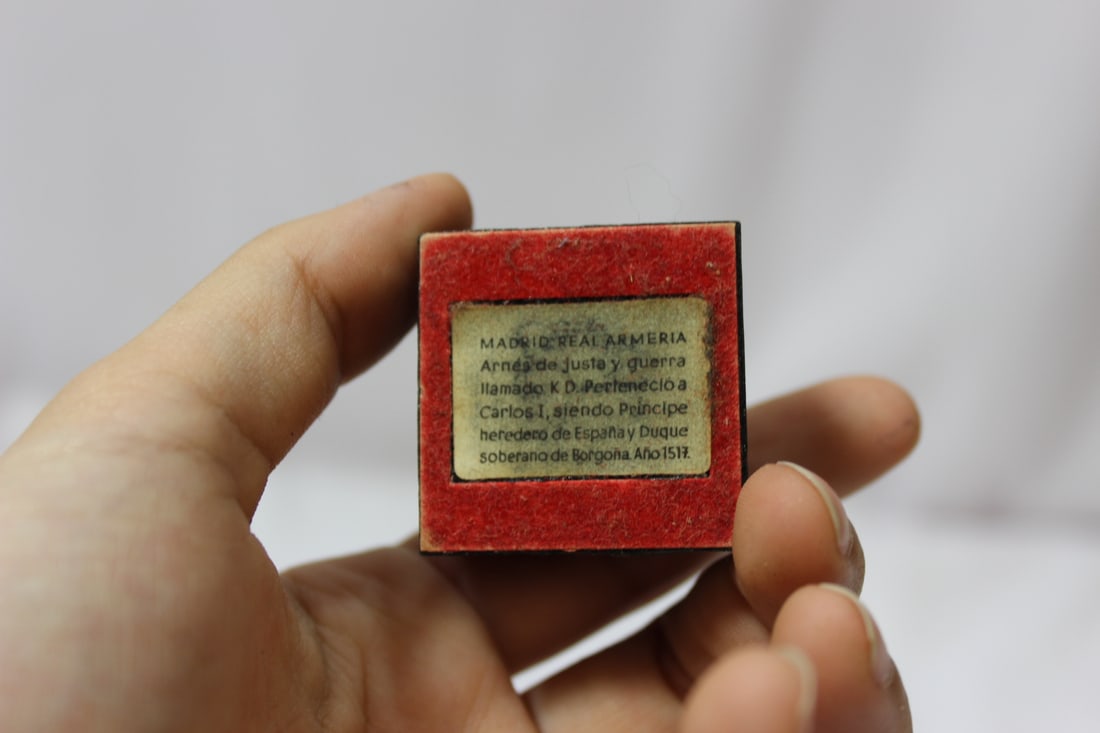 MADRID-REAL ARMERIA
Arnés de justa y guerra
llamado K D. Perteneció a
Carlos I, siendo Príncipe
heredero de España y Duque
soberano de Borgoña. Año 1517.